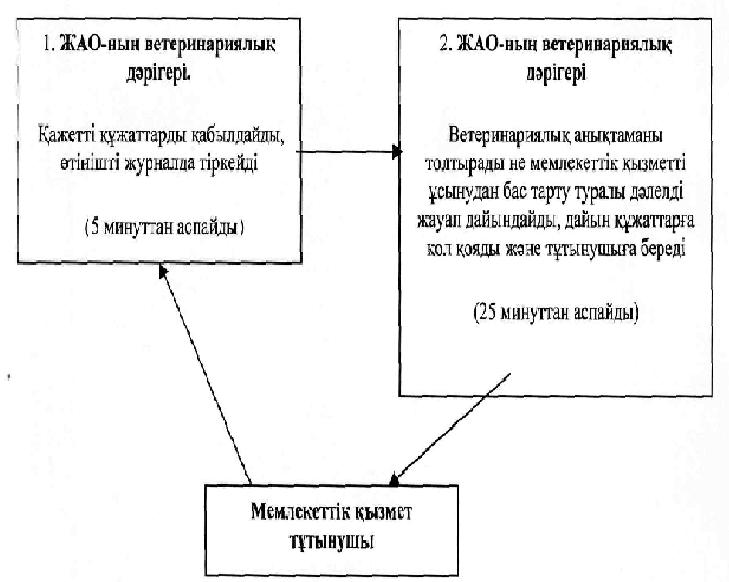 1. ЖАО-нын ветеринариялық
дәрігері.
Қажетті құжаттарды қабылдайды,
өтінішті журналда тіркейді
(5 минуттан аспайды)
2. ЖАО-ның ветеринариялық
дәрігері
Ветеринариялық анықтаманы
толтырады не мемлекеттік қызметті
ұсынудан бас тарту туралы дәлелді
жауап дайындайды, дайын құжаттарға
қол қояды және тұтынушыға береді
(25 минуттан аспайды)
Мемлекеттік қызмет
тұтынушы